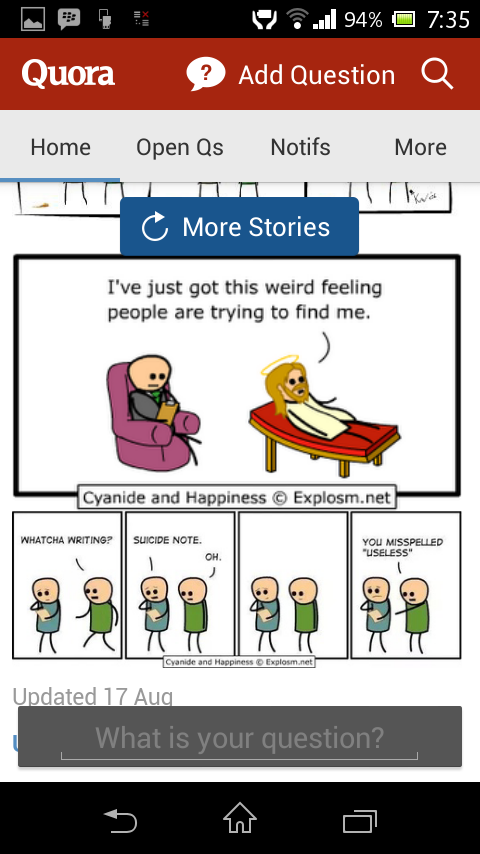 94% 7:35
Quora
? Add Question
Home Open Qs Notifs More
More Stories
I've just got this weird feeling
people are trying to find me.
Cyanide and Happiness © Explosm.net
WHATCHA WRITING?
SUICIDE NOTE.
OH.
YOU MISSPELLED
"USELESS"
Cyanide and Happiness © Explosm.net
Updated 17 Aug
What is your question?